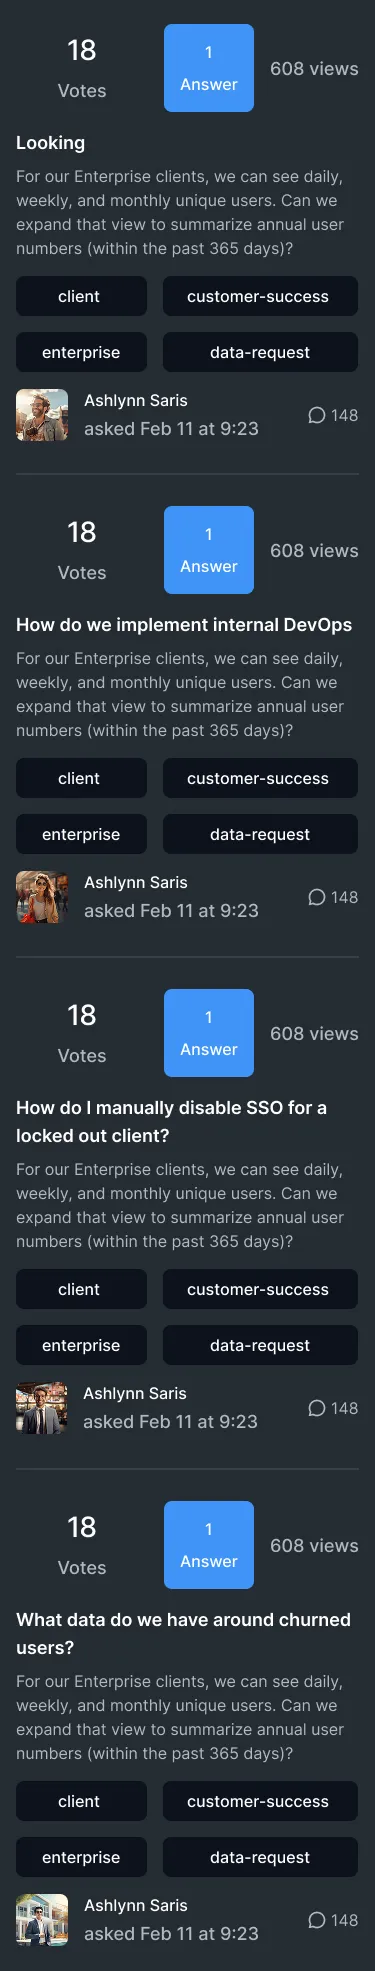 18
Votes
1
Answer
608 views
Looking
For our Enterprise clients, we can see daily,
weekly, and monthly unique users. Can we
expand that view to summarize annual user
numbers (within the past 365 days)?
client
customer-success
enterprise
data-request
Ashlynn Saris
asked Feb 11 at 9:23
148
18
Votes
1
Answer
608 views
How do we implement internal DevOps
For our Enterprise clients, we can see daily,
weekly, and monthly unique users. Can we
expand that view to summarize annual user
numbers (within the past 365 days)?
client
customer-success
enterprise
data-request
Ashlynn Saris
asked Feb 11 at 9:23
148
18
Votes
1
Answer
608 views
How do I manually disable SSO for a
locked out client?
For our Enterprise clients, we can see daily,
weekly, and monthly unique users. Can we
expand that view to summarize annual user
numbers (within the past 365 days)?
client
customer-success
enterprise
data-request
Ashlynn Saris
asked Feb 11 at 9:23
148
18
Votes
1
Answer
608 views
What data do we have around churned
users?
For our Enterprise clients, we can see daily,
weekly, and monthly unique users. Can we
expand that view to summarize annual user
numbers (within the past 365 days)?
client
customer-success
enterprise
data-request
Ashlynn Saris
asked Feb 11 at 9:23
148